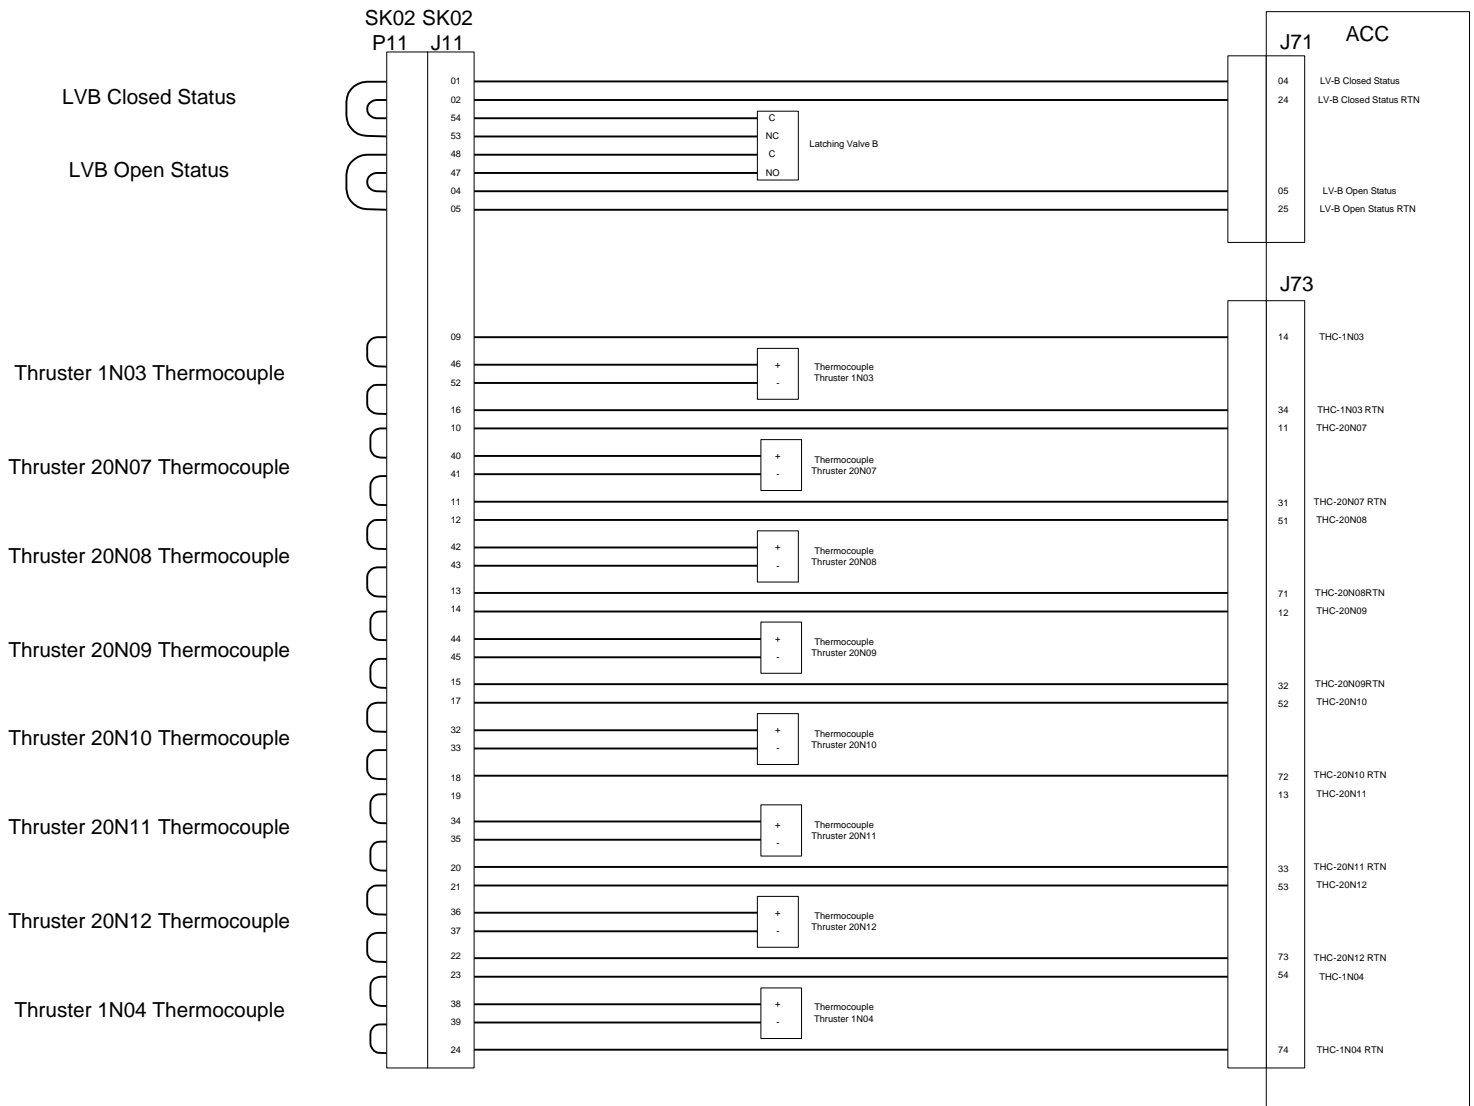 SK02 SK02
P11 J11
J71 ACC
01 04 LV-B Closed Status
LVB Closed Status
02 24 LV-B Closed Status RTN
54 C
53 NC
Latching Valve B
48 C
LVB Open Status
47 NO
04 05 LV-B Open Status
05 25 LV-B Open Status RTN
J73
09 14 THC-1N03
46 + Thermocouple
Thruster 1N03 Thermocouple
52 - Thruster 1N03
16 34 THC-1N03 RTN
10 11 THC-20N07
40 + Thermocouple
Thruster 20N07 Thermocouple
41 - Thruster 20N07
11 31 THC-20N07 RTN
12 51 THC-20N08
42 + Thermocouple
Thruster 20N08 Thermocouple
43 - Thruster 20N08
13 71 THC-20N08RTN
14 12 THC-20N09
44 + Thermocouple
Thruster 20N09 Thermocouple
45 - Thruster 20N09
15 32 THC-20N09RTN
17 52 THC-20N10
32 + Thermocouple
Thruster 20N10 Thermocouple
33 - Thruster 20N10
18 72 THC-20N10 RTN
19 13 THC-20N11
34 + Thermocouple
Thruster 20N11 Thermocouple
35 - Thruster 20N11
20 33 THC-20N11 RTN
21 53 THC-20N12
36 + Thermocouple
Thruster 20N12 Thermocouple
37 - Thruster 20N12
22 73 THC-20N12 RTN
23 54 THC-1N04
38 + Thermocouple
Thruster 1N04 Thermocouple
39 - Thruster 1N04
24 74 THC-1N04 RTN